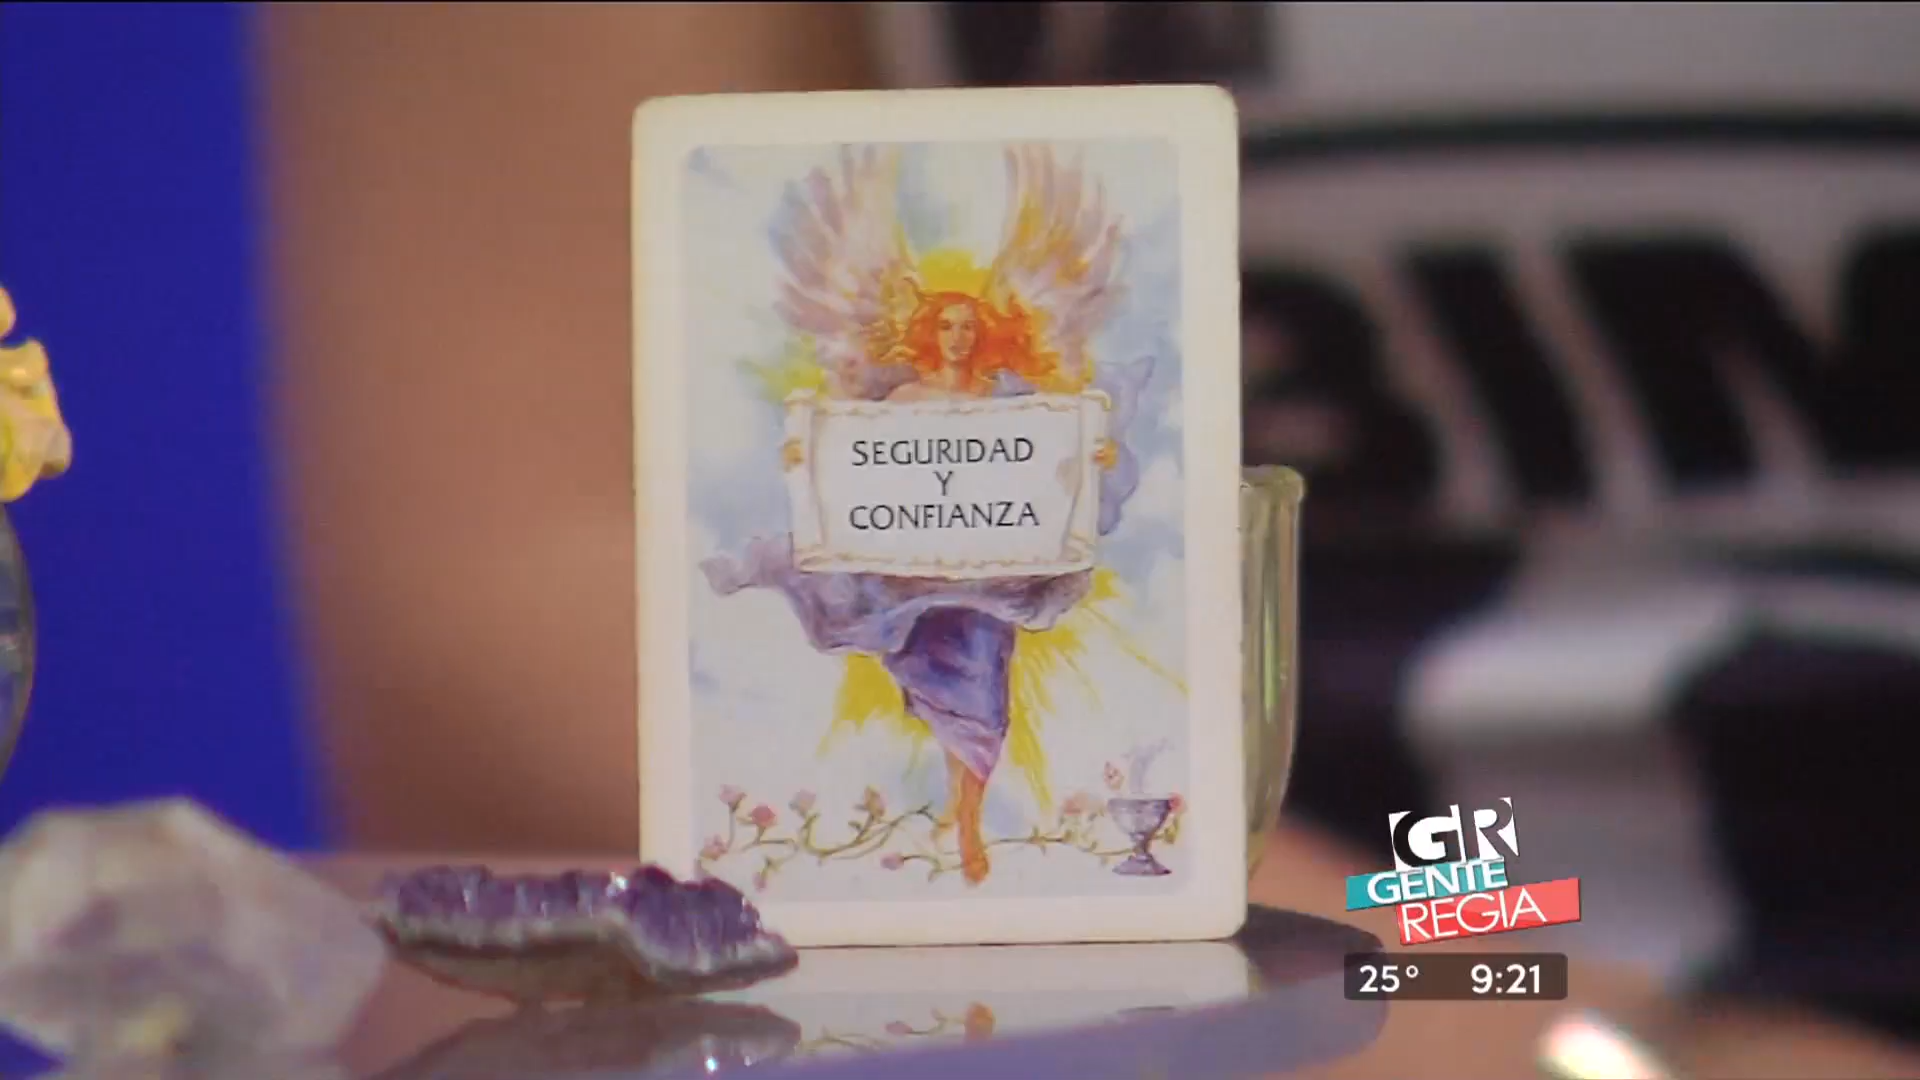 SEGURIDAD
Y
CONFIANZA
GR
GENTE
REGIA
25° 9:21